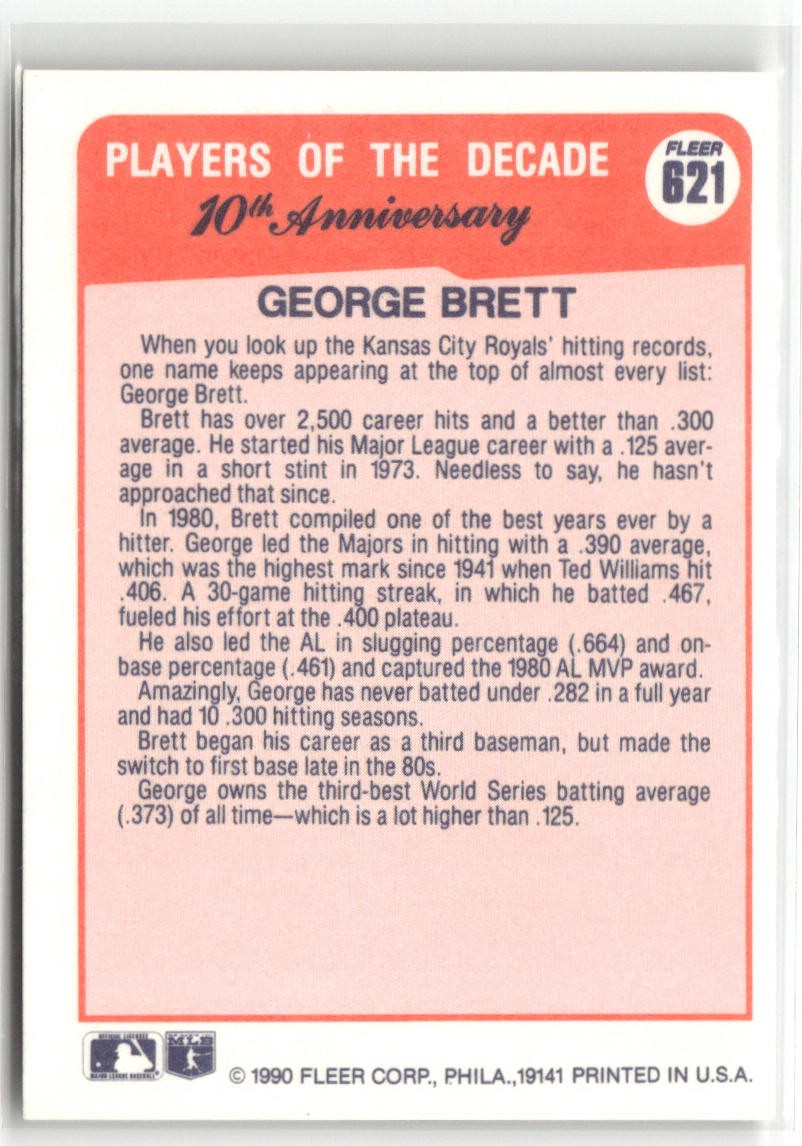 PLAYERS OF THE DECADE
FLEER
621
10th Anniversary
GEORGE BRETT
When you look up the Kansas City Royals' hitting records,
one name keeps appearing at the top of almost every list:
George Brett.
Brett has over 2,500 career hits and a better than .300
average. He started his Major League career with a .125 aver-
age in a short stint in 1973. Needless to say, he hasn't
approached that since.
In 1980, Brett compiled one of the best years ever by a
hitter. George led the Majors in hitting with a .390 average,
which was the highest mark since 1941 when Ted Williams hit
.406. A 30-game hitting streak, in which he batted .467,
fueled his effort at the .400 plateau.
He also led the AL in slugging percentage (.664) and on-
base percentage (.461) and captured the 1980 AL MVP award.
Amazingly, George has never batted under .282 in a full year
and had 10 .300 hitting seasons.
Brett began his career as a third baseman, but made the
switch to first base late in the 80s.
George owns the third-best World Series batting average
(.373) of all time—which is a lot higher than .125.
OFFICIAL LICENSEE
MAJOR LEAGUE BASEBALL
MLB
© 1990 FLEER CORP., PHILA.,19141 PRINTED IN U.S.A.